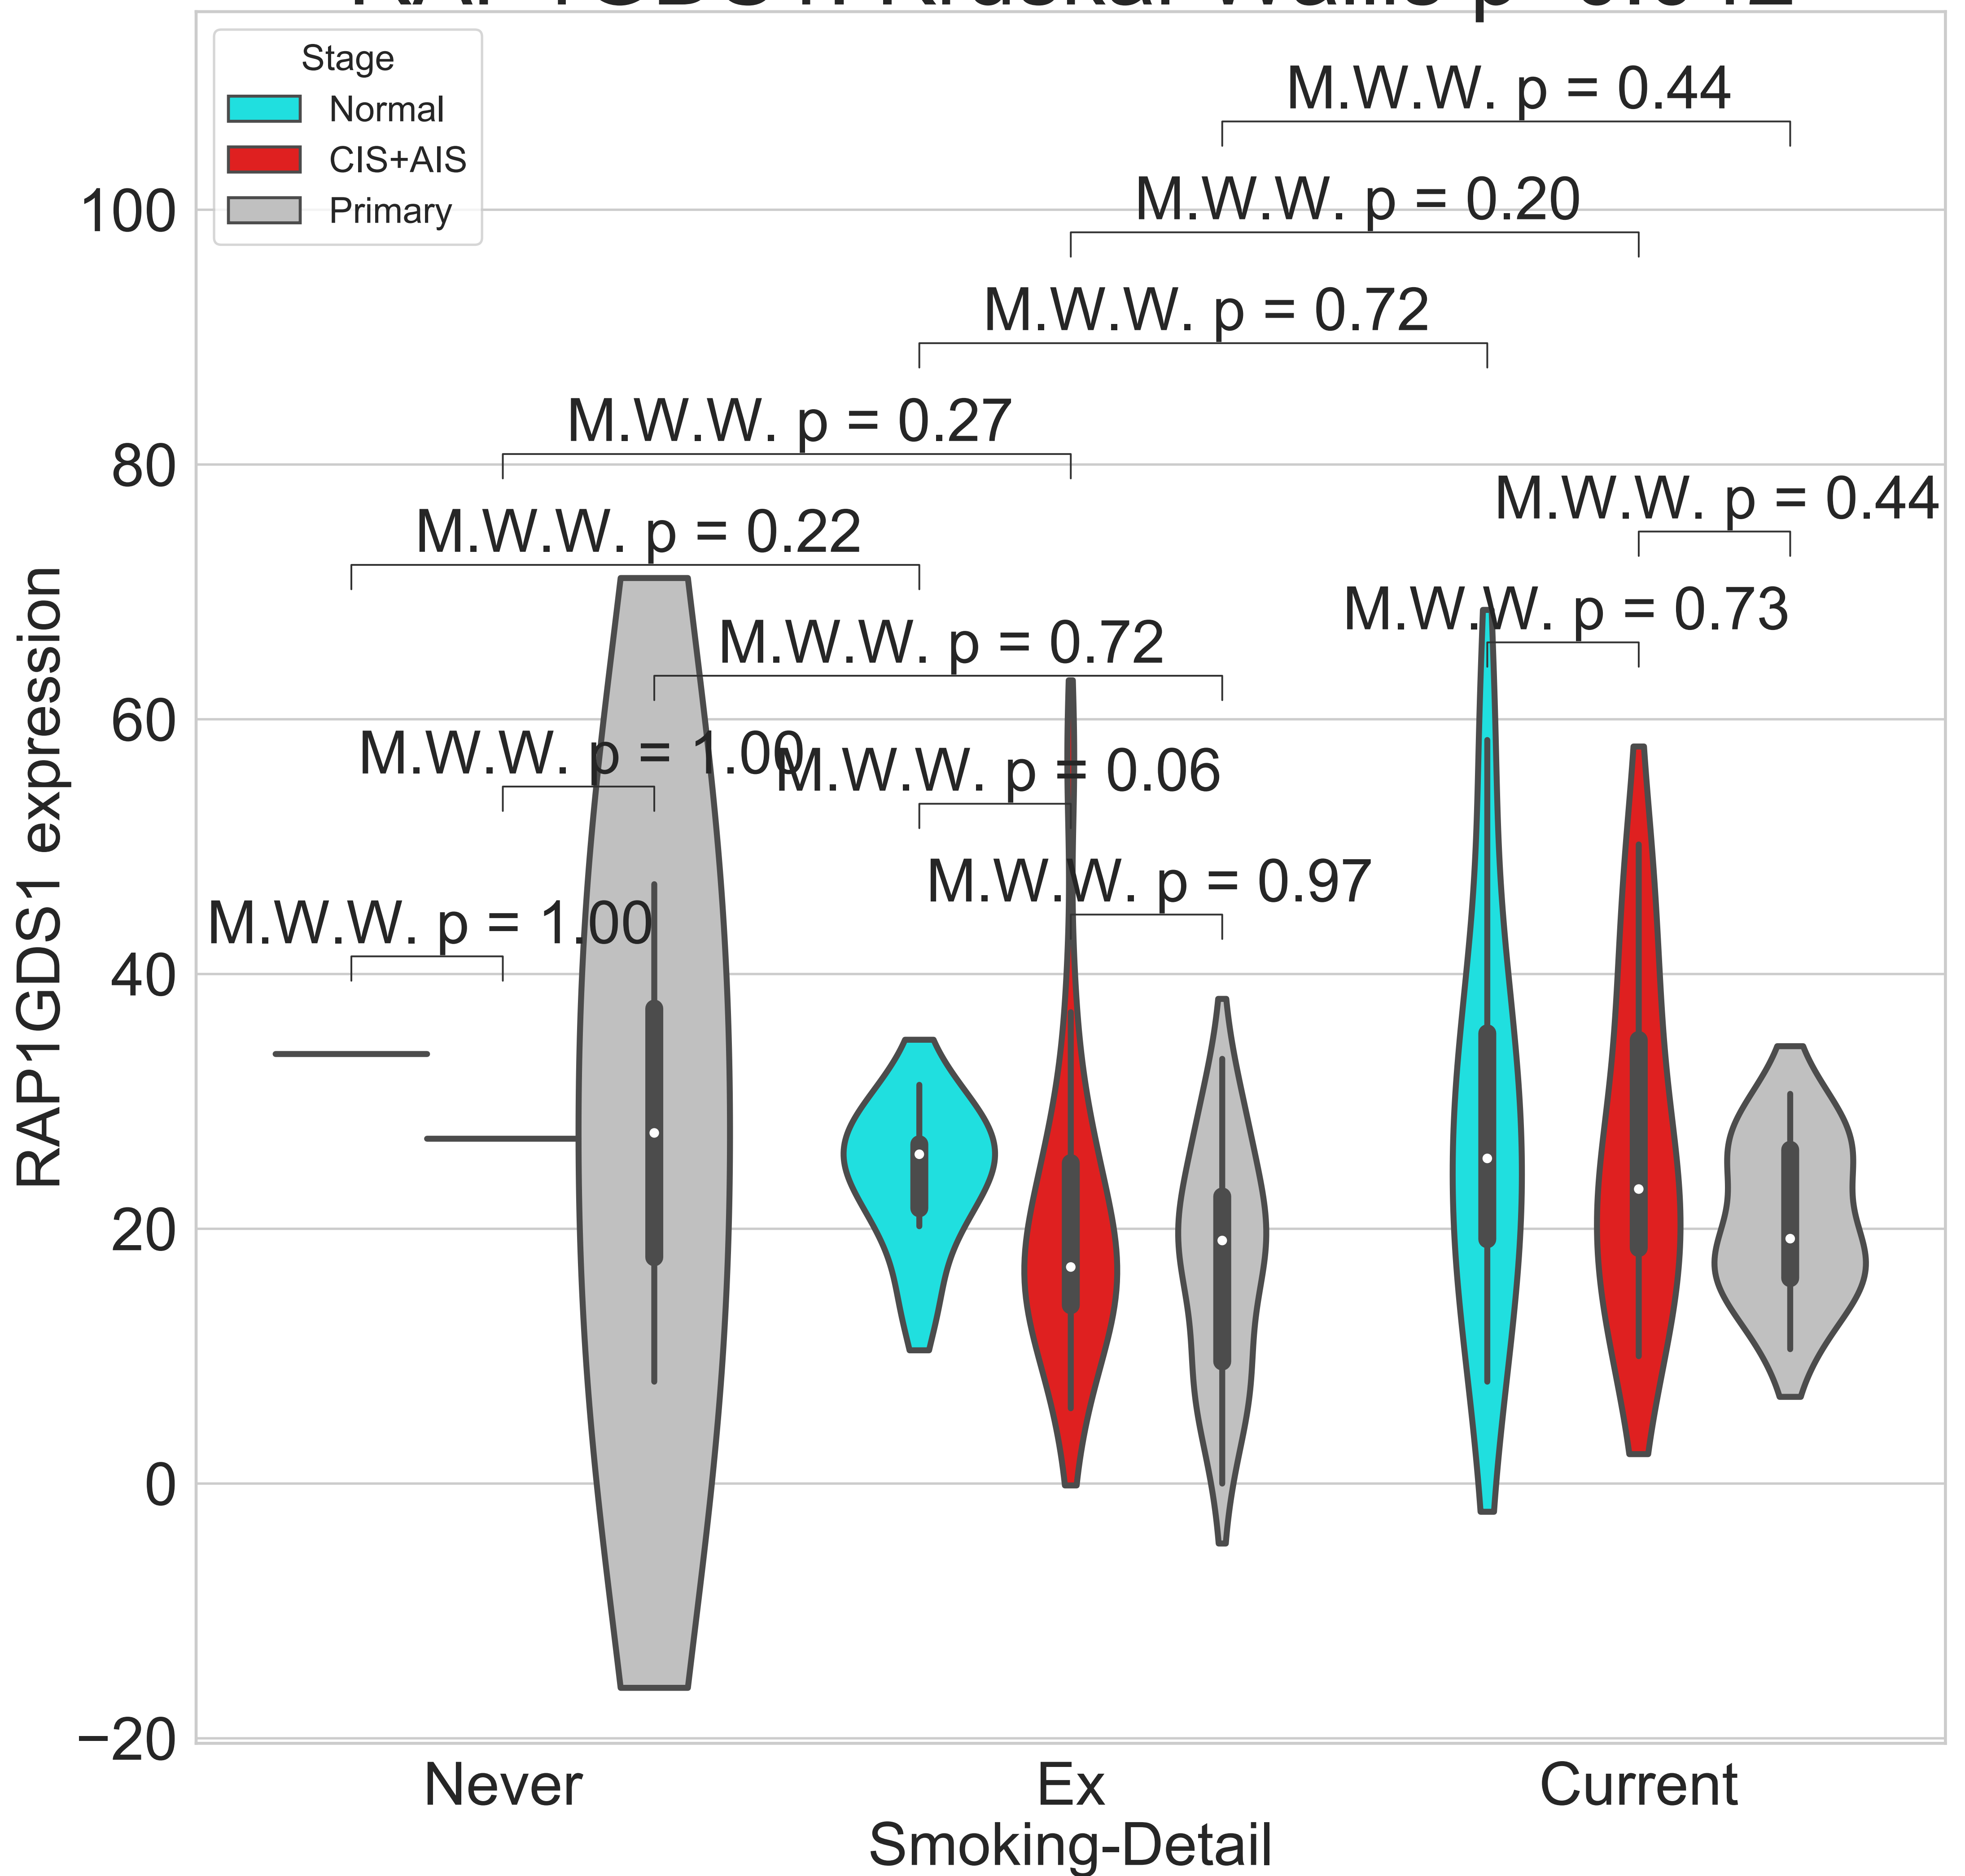 Stage
Normal
CIS+AIS
Primary
M.W.W. p = 0.44
M.W.W. p = 0.20
M.W.W. p = 0.72
M.W.W. p = 0.27
M.W.W. p = 0.44
M.W.W. p = 0.22
M.W.W. p = 0.73
M.W.W. p = 0.72
M.W.W. p = 1.00
M.W.W. p = 0.06
M.W.W. p = 0.97
M.W.W. p = 1.00
RAP1GDS1 expression
100
80
60
40
20
0
−20
Never
Ex
Current
Smoking-Detail